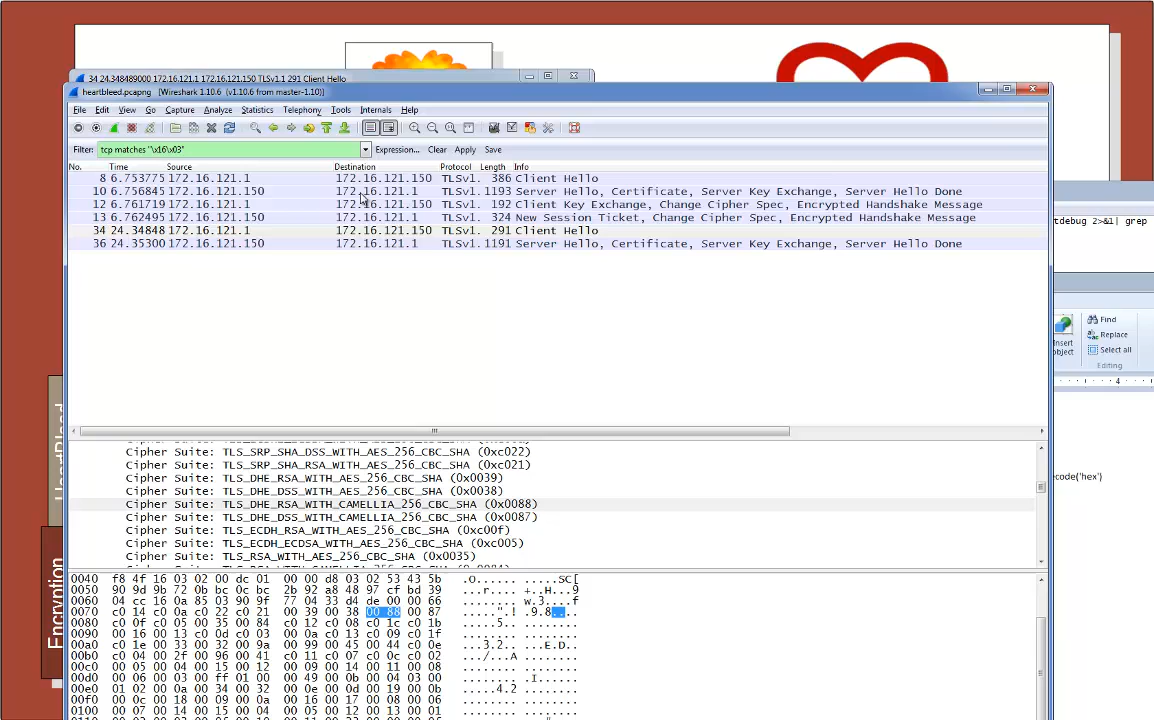 34 24.348489000 172.16.121.1 172.16.121.150 TLSv1.1 291 Client Hello
heartbleed.pcapng [Wireshark 1.10.6 (v1.10.6 from master-1.10)]
File Edit View Go Capture Analyze Statistics Telephony Tools Internals Help
Filter: tcp matches "\x16\x03" Expression... Clear Apply Save
No. Time Source Destination Protocol Length Info
8 6.753775 172.16.121.1 172.16.121.150 TLSv1. 386 Client Hello
10 6.756845 172.16.121.150 172.16.121.1 TLSv1. 1193 Server Hello, Certificate, Server Key Exchange, Server Hello Done
12 6.761719 172.16.121.1 172.16.121.150 TLSv1. 192 Client Key Exchange, Change Cipher Spec, Encrypted Handshake Message
13 6.762495 172.16.121.150 172.16.121.1 TLSv1. 324 New Session Ticket, Change Cipher Spec, Encrypted Handshake Message
34 24.34848 172.16.121.1 172.16.121.150 TLSv1. 291 Client Hello
36 24.35300 172.16.121.150 172.16.121.1 TLSv1. 1191 Server Hello, Certificate, Server Key Exchange, Server Hello Done
tdebug 2>&1| grep
Find
Replace
Select all
Insert
object
Editing
4
ecode('hex')
Cipher Suite: TLS_SRP_SHA_DSS_WITH_AES_256_CBC_SHA (0xc022)
Cipher Suite: TLS_SRP_SHA_RSA_WITH_AES_256_CBC_SHA (0xc021)
Cipher Suite: TLS_DHE_RSA_WITH_AES_256_CBC_SHA (0x0039)
Cipher Suite: TLS_DHE_DSS_WITH_AES_256_CBC_SHA (0x0038)
Cipher Suite: TLS_DHE_RSA_WITH_CAMELLIA_256_CBC_SHA (0x0088)
Cipher Suite: TLS_DHE_DSS_WITH_CAMELLIA_256_CBC_SHA (0x0087)
Cipher Suite: TLS_ECDH_RSA_WITH_AES_256_CBC_SHA (0xc00f)
Cipher Suite: TLS_ECDH_ECDSA_WITH_AES_256_CBC_SHA (0xc005)
Cipher Suite: TLS_RSA_WITH_AES_256_CBC_SHA (0x0035)
0040 f8 4f 16 03 02 00 dc 01 00 00 d8 03 02 53 43 5b .O...... .....SC[
0050 90 9d 9b 72 0b bc 0c bc 2b 92 a8 48 97 cf bd 39 ...r.... +..H...9
0060 04 cc 16 0a 85 03 90 9f 77 04 33 d4 de 00 00 66 ........ w.3....f
0070 c0 14 c0 0a c0 22 c0 21 00 39 00 38 00 88 00 87 .....".! .9.8....
0080 c0 0f c0 05 00 35 00 84 c0 12 c0 08 c0 1c c0 1b .....5.. ........
0090 00 16 00 13 c0 0d c0 03 00 0a c0 13 c0 09 c0 1f ........ ........
00a0 c0 1e 00 33 00 32 00 9a 00 99 00 45 00 44 c0 0e ...3.2.. ...E.D..
00b0 c0 04 00 2f 00 96 00 41 c0 11 c0 07 c0 0c c0 02 .../...A ........
00c0 00 05 00 04 00 15 00 12 00 09 00 14 00 11 00 08 ........ ........
00d0 00 06 00 03 00 ff 01 00 00 49 00 0b 00 04 03 00 ........ .I......
00e0 01 02 00 0a 00 34 00 32 00 0e 00 0d 00 19 00 0b .....4.2 ........
00f0 00 0c 00 18 00 09 00 0a 00 16 00 17 00 08 00 06 ........ ........
0100 00 07 00 14 00 15 00 04 00 05 00 12 00 13 00 01 ........ ........
Encryption